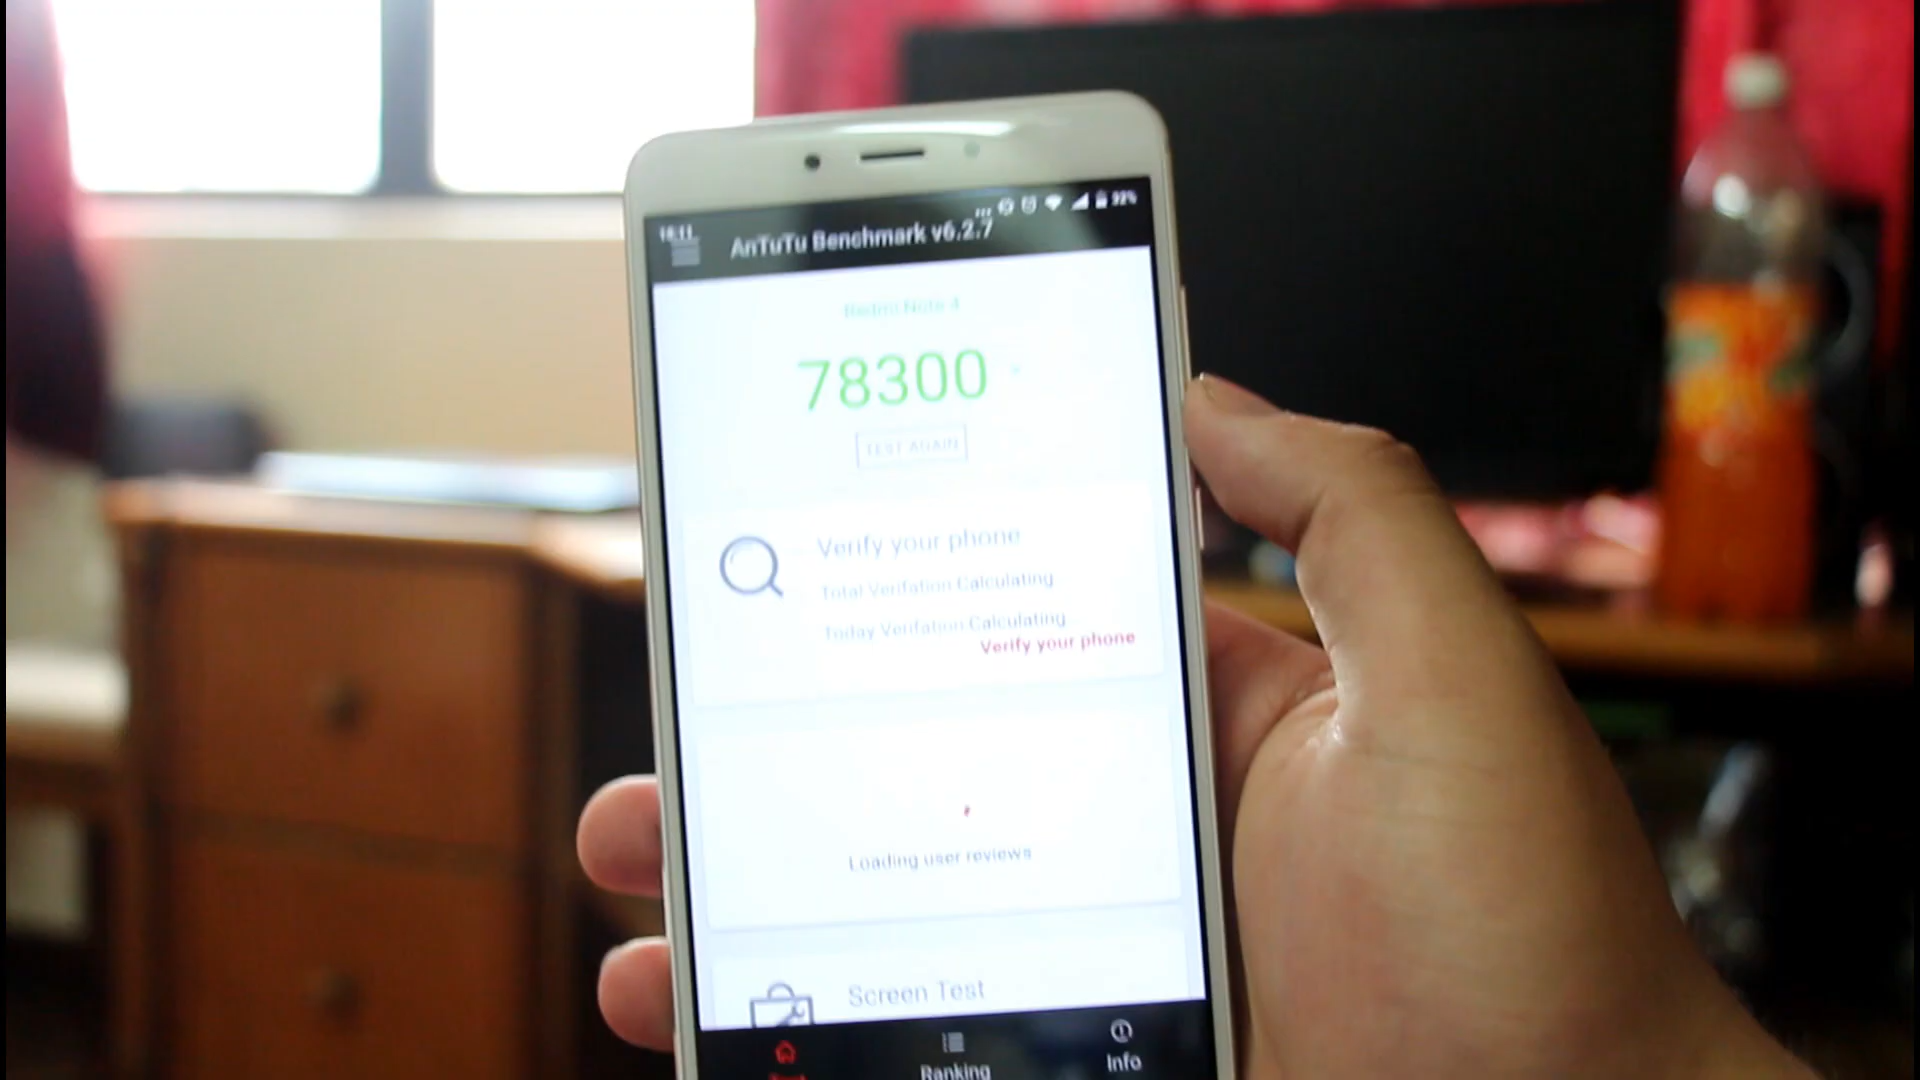 AnTuTu Benchmark v6.2.7
Redmi Note 4
78300
TEST AGAIN
Verify your phone
Total Verifation Calculating
Today Verifation Calculating...
Verify your phone
Loading user reviews
Screen Test
Ranking
Info